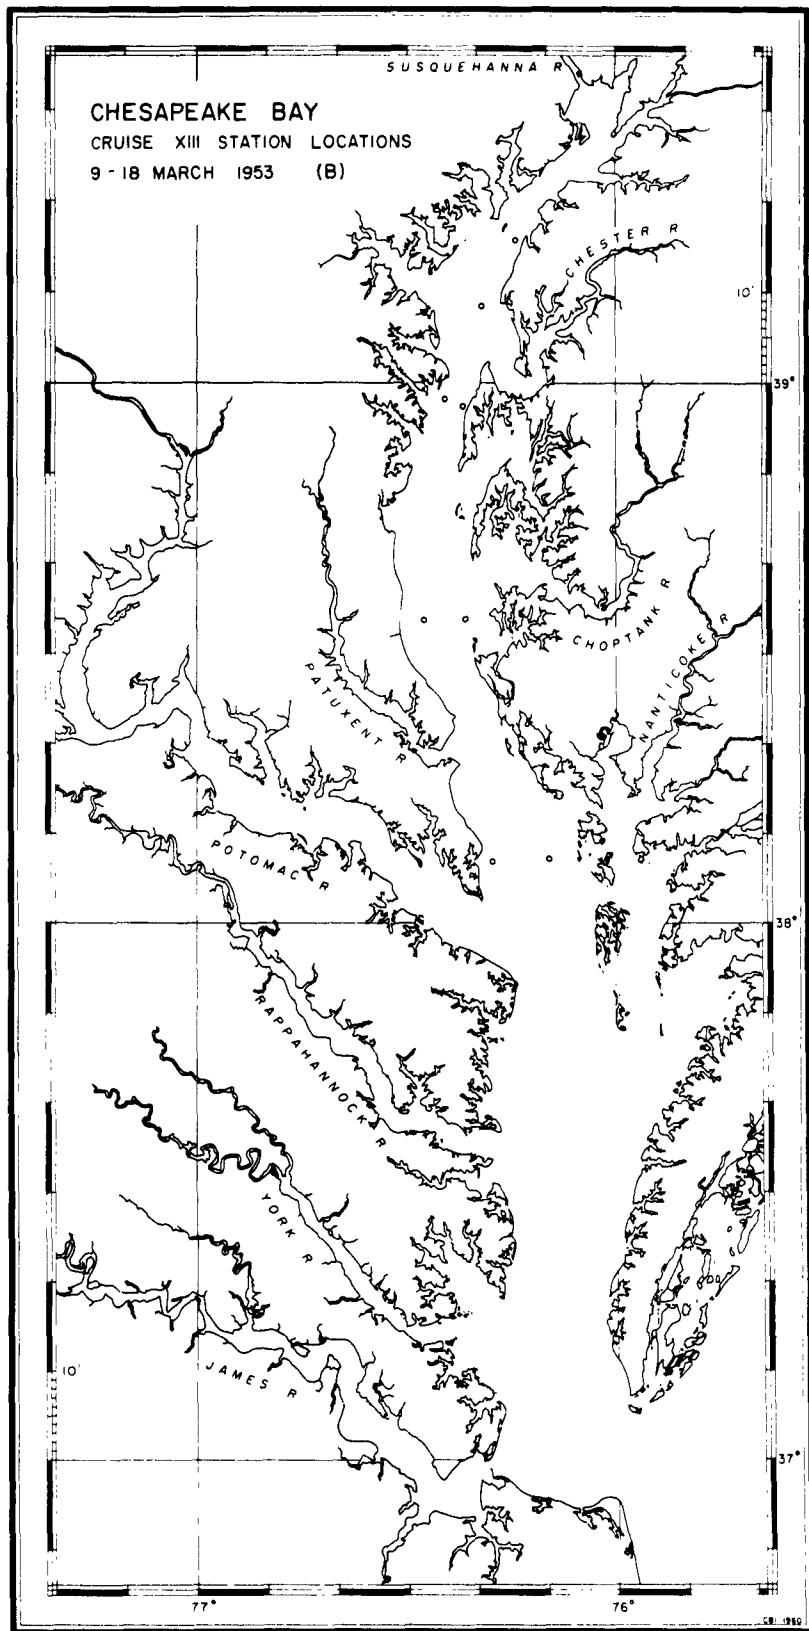 SUSQUEHANNA R
CHESAPEAKE BAY
CRUISE XIII STATION LOCATIONS
9-18 MARCH 1953 (B)
CHESTER R
10'
39°
CHOPTANK R
NANTICOKE R
PATUXENT R
POTOMAC R
38°
RAPPAHANNOCK R
YORK R
JAMES R
10'
37°
77°
76°
CBI 1960